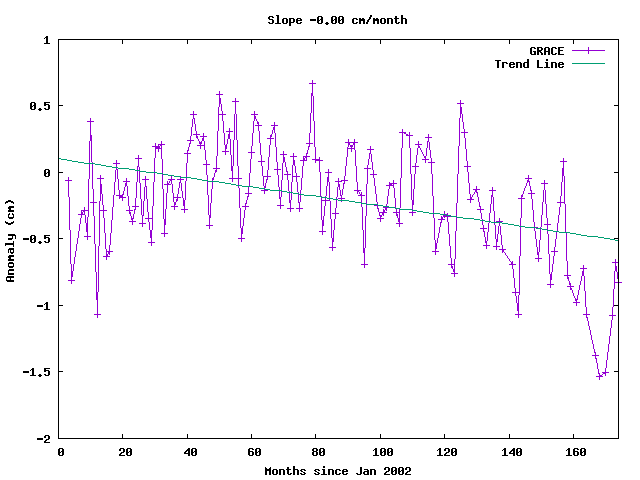 Slope -0.00 cm/month
GRACE
Trend Line
1
0.5
0
-0.5
-1
-1.5
-2
Anomaly (cm)
0 20 40 60 80 100 120 140 160
Months since Jan 2002